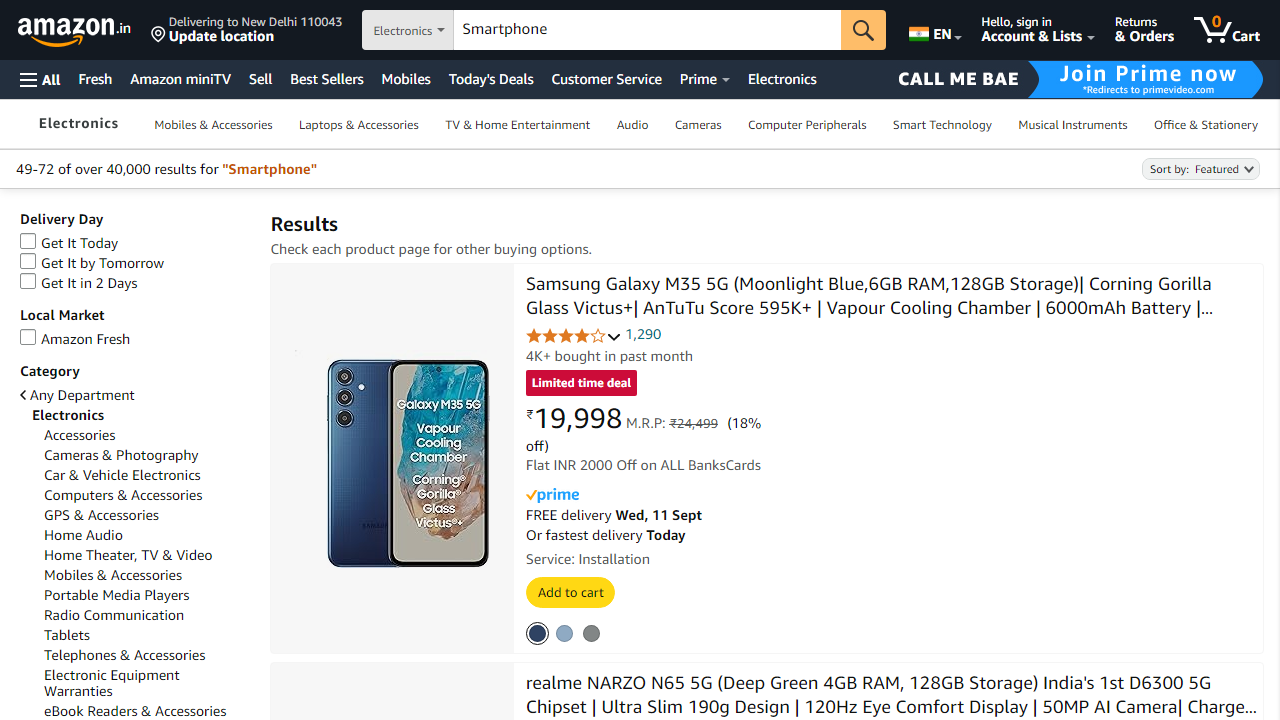 amazon.in
Delivering to New Delhi 110043
Update location
Electronics
Smartphone
EN
Hello, sign in
Account & Lists
Returns
& Orders
0
Cart
All
Fresh
Amazon miniTV
Sell
Best Sellers
Mobiles
Today's Deals
Customer Service
Prime
Electronics
CALL ME BAE
Join Prime now
*Redirects to primevideo.com
Electronics
Mobiles & Accessories
Laptops & Accessories
TV & Home Entertainment
Audio
Cameras
Computer Peripherals
Smart Technology
Musical Instruments
Office & Stationery
49-72 of over 40,000 results for "Smartphone"
Sort by: Featured
Delivery Day
Get It Today
Get It by Tomorrow
Get It in 2 Days
Local Market
Amazon Fresh
Category
Any Department
Electronics
Accessories
Cameras & Photography
Car & Vehicle Electronics
Computers & Accessories
GPS & Accessories
Home Audio
Home Theater, TV & Video
Mobiles & Accessories
Portable Media Players
Radio Communication
Tablets
Telephones & Accessories
Electronic Equipment
Warranties
eBook Readers & Accessories
Results
Check each product page for other buying options.
Galaxy M35 5G
Vapour
Cooling
Chamber
Corning®
Gorilla®
Glass
Victus®+
SAMSUNG
Samsung Galaxy M35 5G (Moonlight Blue,6GB RAM,128GB Storage)| Corning Gorilla
Glass Victus+| AnTuTu Score 595K+ | Vapour Cooling Chamber | 6000mAh Battery |...
1,290
4K+ bought in past month
Limited time deal
₹19,998 M.R.P: ₹24,499 (18%
off)
Flat INR 2000 Off on ALL BanksCards
prime
FREE delivery Wed, 11 Sept
Or fastest delivery Today
Service: Installation
Add to cart
realme NARZO N65 5G (Deep Green 4GB RAM, 128GB Storage) India's 1st D6300 5G
Chipset | Ultra Slim 190g Design | 120Hz Eye Comfort Display | 50MP AI Camera| Charge...